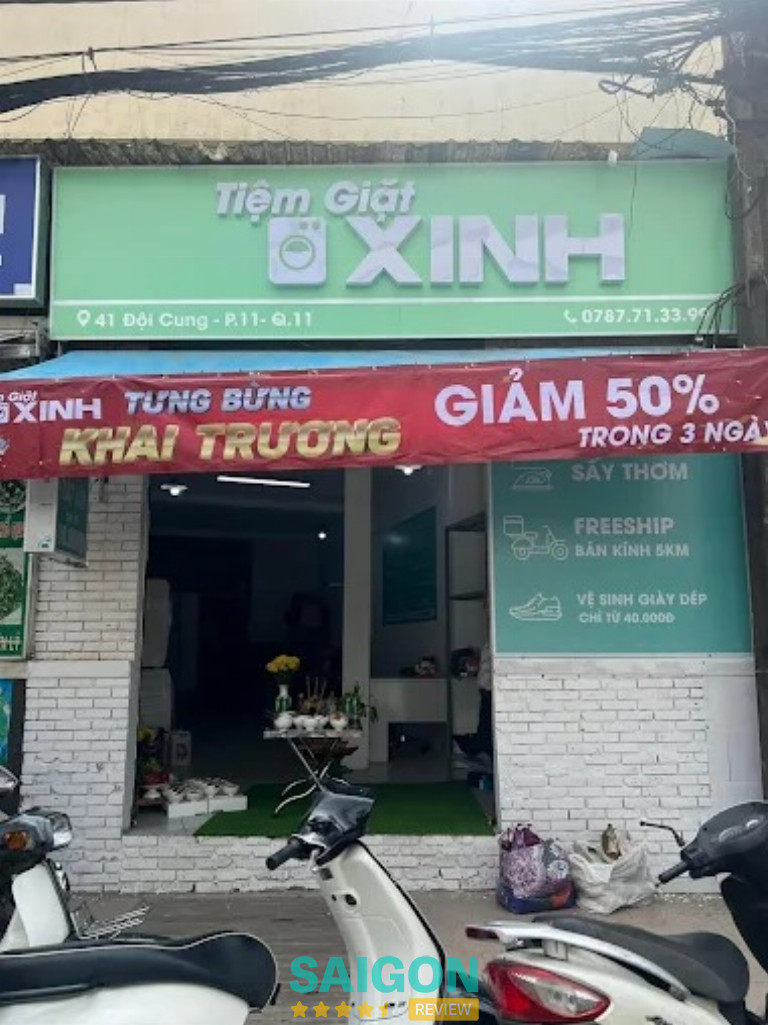 Tiệm Giặt
XINH
41 Đội Cung - P.11- Q.11
0787.71.33.99
Giặt
XINH
TƯNG BỪNG
KHAI TRƯƠNG
GIẢM 50%
TRONG 3 NGÀY
SẤY THƠM
FREESHIP
BÁN KÍNH 5KM
VỆ SINH GIÀY DÉP
CHỈ TỪ 40.000Đ
SAIGON
REVIEW